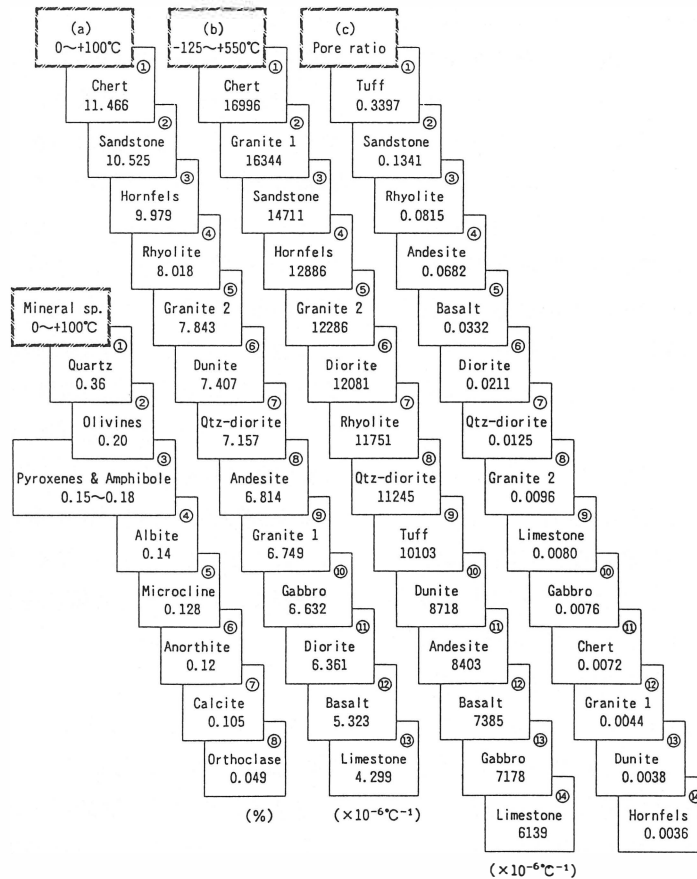 (a)
0~+100℃
① 
Chert
11.466
②
Sandstone
10.525
③
Hornfels
9.979
④
Rhyolite
8.018
⑤
Granite 2
7.843
⑥
Dunite
7.407
⑦
Qtz-diorite
7.157
⑧
Andesite
6.814
⑨
Granite 1
6.749
⑩
Gabbro
6.632
⑪
Diorite
6.361
⑫
Basalt
5.323
⑬
Limestone
4.299
(×10⁻⁶℃⁻¹)
(b)
-125~+550℃
①
Chert
16996
②
Granite 1
16344
③
Sandstone
14711
④
Hornfels
12886
⑤
Granite 2
12286
⑥
Diorite
12081
⑦
Rhyolite
11751
⑧
Qtz-diorite
11245
⑨
Tuff
10103
⑩
Dunite
8718
⑪
Andesite
8403
⑫
Basalt
7385
⑬
Gabbro
7178
⑭
Limestone
6139
(×10⁻⁶℃⁻¹)
(c)
Pore ratio
①
Tuff
0.3397
②
Sandstone
0.1341
③
Rhyolite
0.0815
④
Andesite
0.0682
⑤
Basalt
0.0332
⑥
Diorite
0.0211
⑦
Qtz-diorite
0.0125
⑧
Granite 2
0.0096
⑨
Limestone
0.0080
⑩
Gabbro
0.0076
⑪
Chert
0.0072
⑫
Granite 1
0.0044
⑬
Dunite
0.0038
⑭
Hornfels
0.0036
Mineral sp.
0~+100℃
①
Quartz
0.36
②
Olivines
0.20
③
Pyroxenes & Amphibole
0.15~0.18
④
Albite
0.14
⑤
Microcline
0.128
⑥
Anorthite
0.12
⑦
Calcite
0.105
⑧
Orthoclase
0.049
(%)